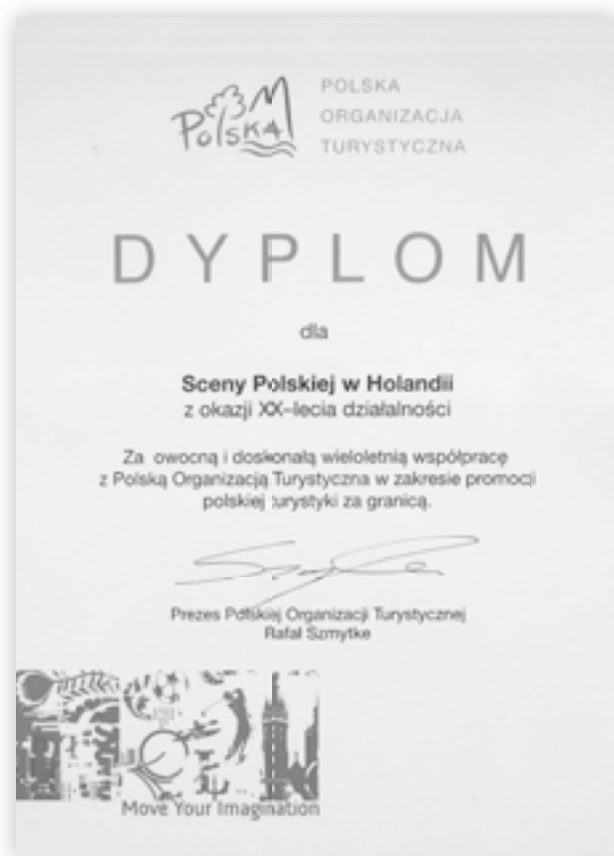 POLSKA
POLSKA
ORGANIZACJA
TURYSTYCZNA
DYPLOM
dla
Sceny Polskiej w Holandii
z okazji XX–lecia działalności
Za owocną i doskonałą wieloletnią współpracę
z Polską Organizacją Turystyczna w zakresie promocji
polskiej turystyki za granicą.
Prezes Polskiej Organizacji Turystycznej
Rafał Szmytke
Move Your Imagination